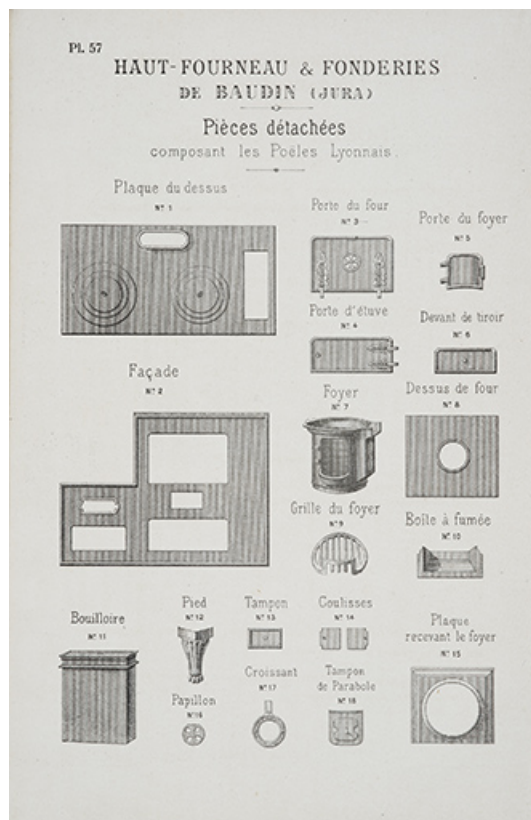 Pl. 57
HAUT-FOURNEAU & FONDERIES
DE BAUDIN (JURA)
Pièces détachées
composant les Poëles Lyonnais.
Plaque du dessus
Nº 1
Porte du four
Nº 3
Porte du foyer
Nº 5
Porte d'étuve
Nº 4
Devant de tiroir
Nº 6
Façade
Nº 2
Foyer
Nº 7
Dessus de four
Nº 8
Grille du foyer
Nº 9
Boîte à fumée
Nº 10
Bouilloire
Nº 11
Pied
Nº 12
Tampon
Nº 13
Coulisses
Nº 14
Plaque
recevant le foyer
Nº 15
Papillon
Nº 16
Croissant
Nº 17
Tampon
de Parabole
Nº 18